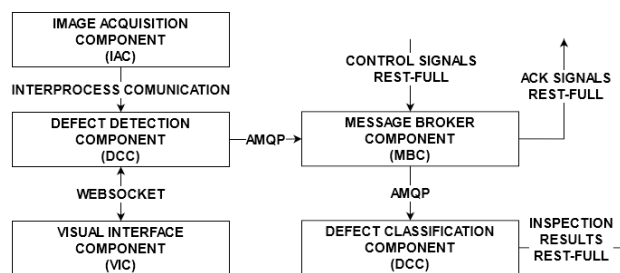 IMAGE ACQUISITION
COMPONENT
(IAC)
INTERPROCESS COMUNICATION
DEFECT DETECTION
COMPONENT
(DCC)
WEBSOCKET
VISUAL INTERFACE
COMPONENT
(VIC)
AMQP
CONTROL SIGNALS
REST-FULL
MESSAGE BROKER
COMPONENT
(MBC)
ACK SIGNALS
REST-FULL
AMQP
DEFECT CLASSIFICATION
COMPONENT
(DCC)
INSPECTION
RESULTS
REST-FULL